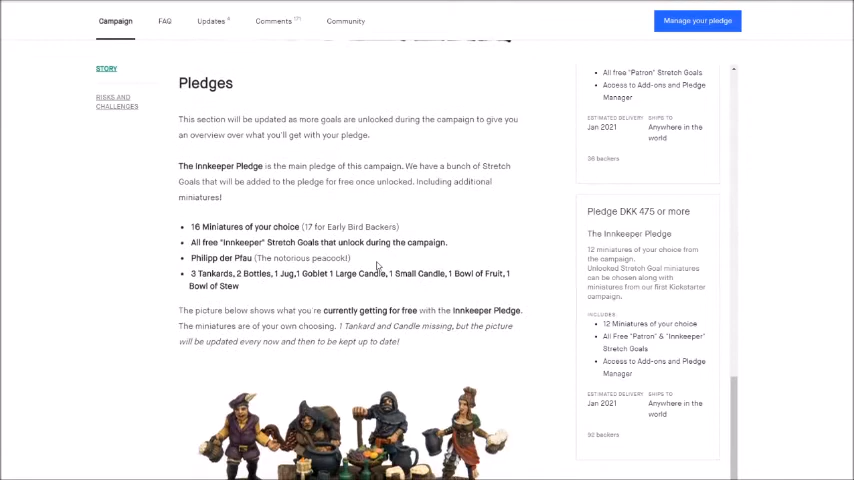 Campaign
FAQ
Updates 4
Comments 171
Community
Manage your pledge
STORY
RISKS AND
CHALLENGES
Pledges
This section will be updated as more goals are unlocked during the campaign to give you
an overview over what you'll get with your pledge.
The Innkeeper Pledge is the main pledge of this campaign. We have a bunch of Stretch
Goals that will be added to the pledge for free once unlocked. Including additional
miniatures!
16 Miniatures of your choice (17 for Early Bird Backers)
All free "Innkeeper" Stretch Goals that unlock during the campaign.
Philipp der Pfau (The notorious peacock!)
3 Tankards, 2 Bottles, 1 Jug,1 Goblet 1 Large Candle, 1 Small Candle, 1 Bowl of Fruit, 1
Bowl of Stew
The picture below shows what you're currently getting for free with the Innkeeper Pledge.
The miniatures are of your own choosing. 1 Tankard and Candle missing, but the picture
will be updated every now and then to be kept up to date!
All free "Patron" Stretch Goals
Access to Add-ons and Pledge
Manager
ESTIMATED DELIVERY
Jan 2021
SHIPS TO
Anywhere in the
world
36 backers
Pledge DKK 475 or more
The Innkeeper Pledge
12 miniatures of your choice from
the campaign.
Unlocked Stretch Goal miniatures
can be chosen along with
miniatures from our first Kickstarter
campaign.
INCLUDES:
12 Miniatures of your choice
All Free "Patron" & "Innkeeper"
Stretch Goals
Access to Add-ons and Pledge
Manager
ESTIMATED DELIVERY
Jan 2021
SHIPS TO
Anywhere in the
world
92 backers